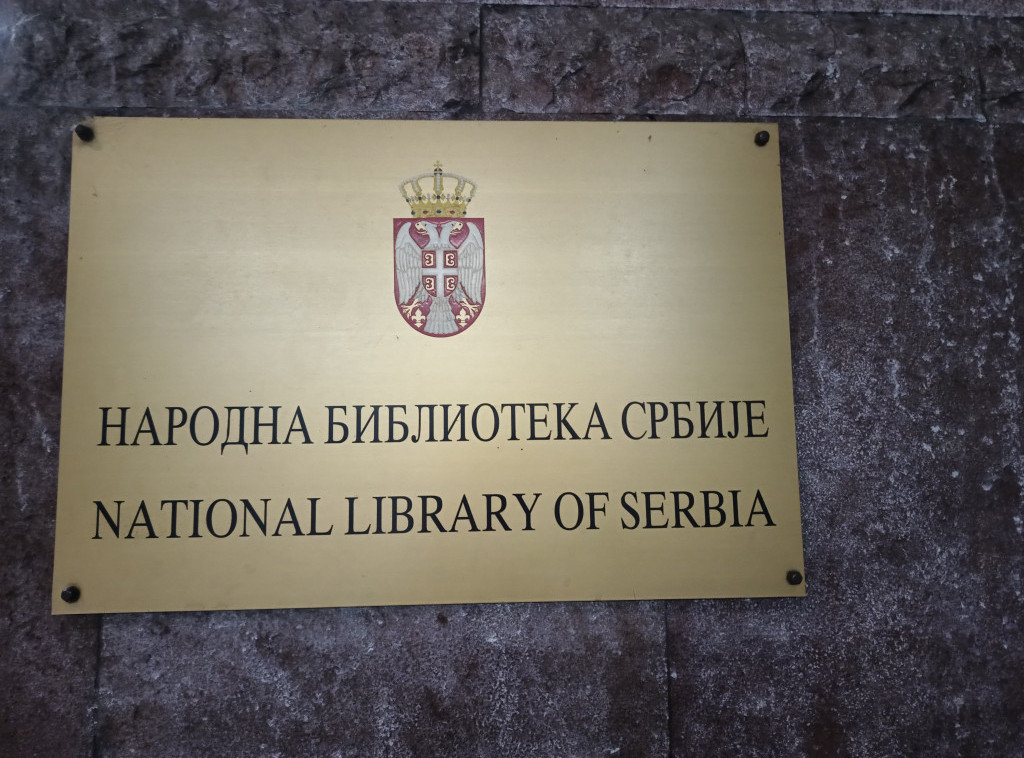 НАРОДНА БИБЛИОТЕКА СРБИЈЕ
NATIONAL LIBRARY OF SERBIA